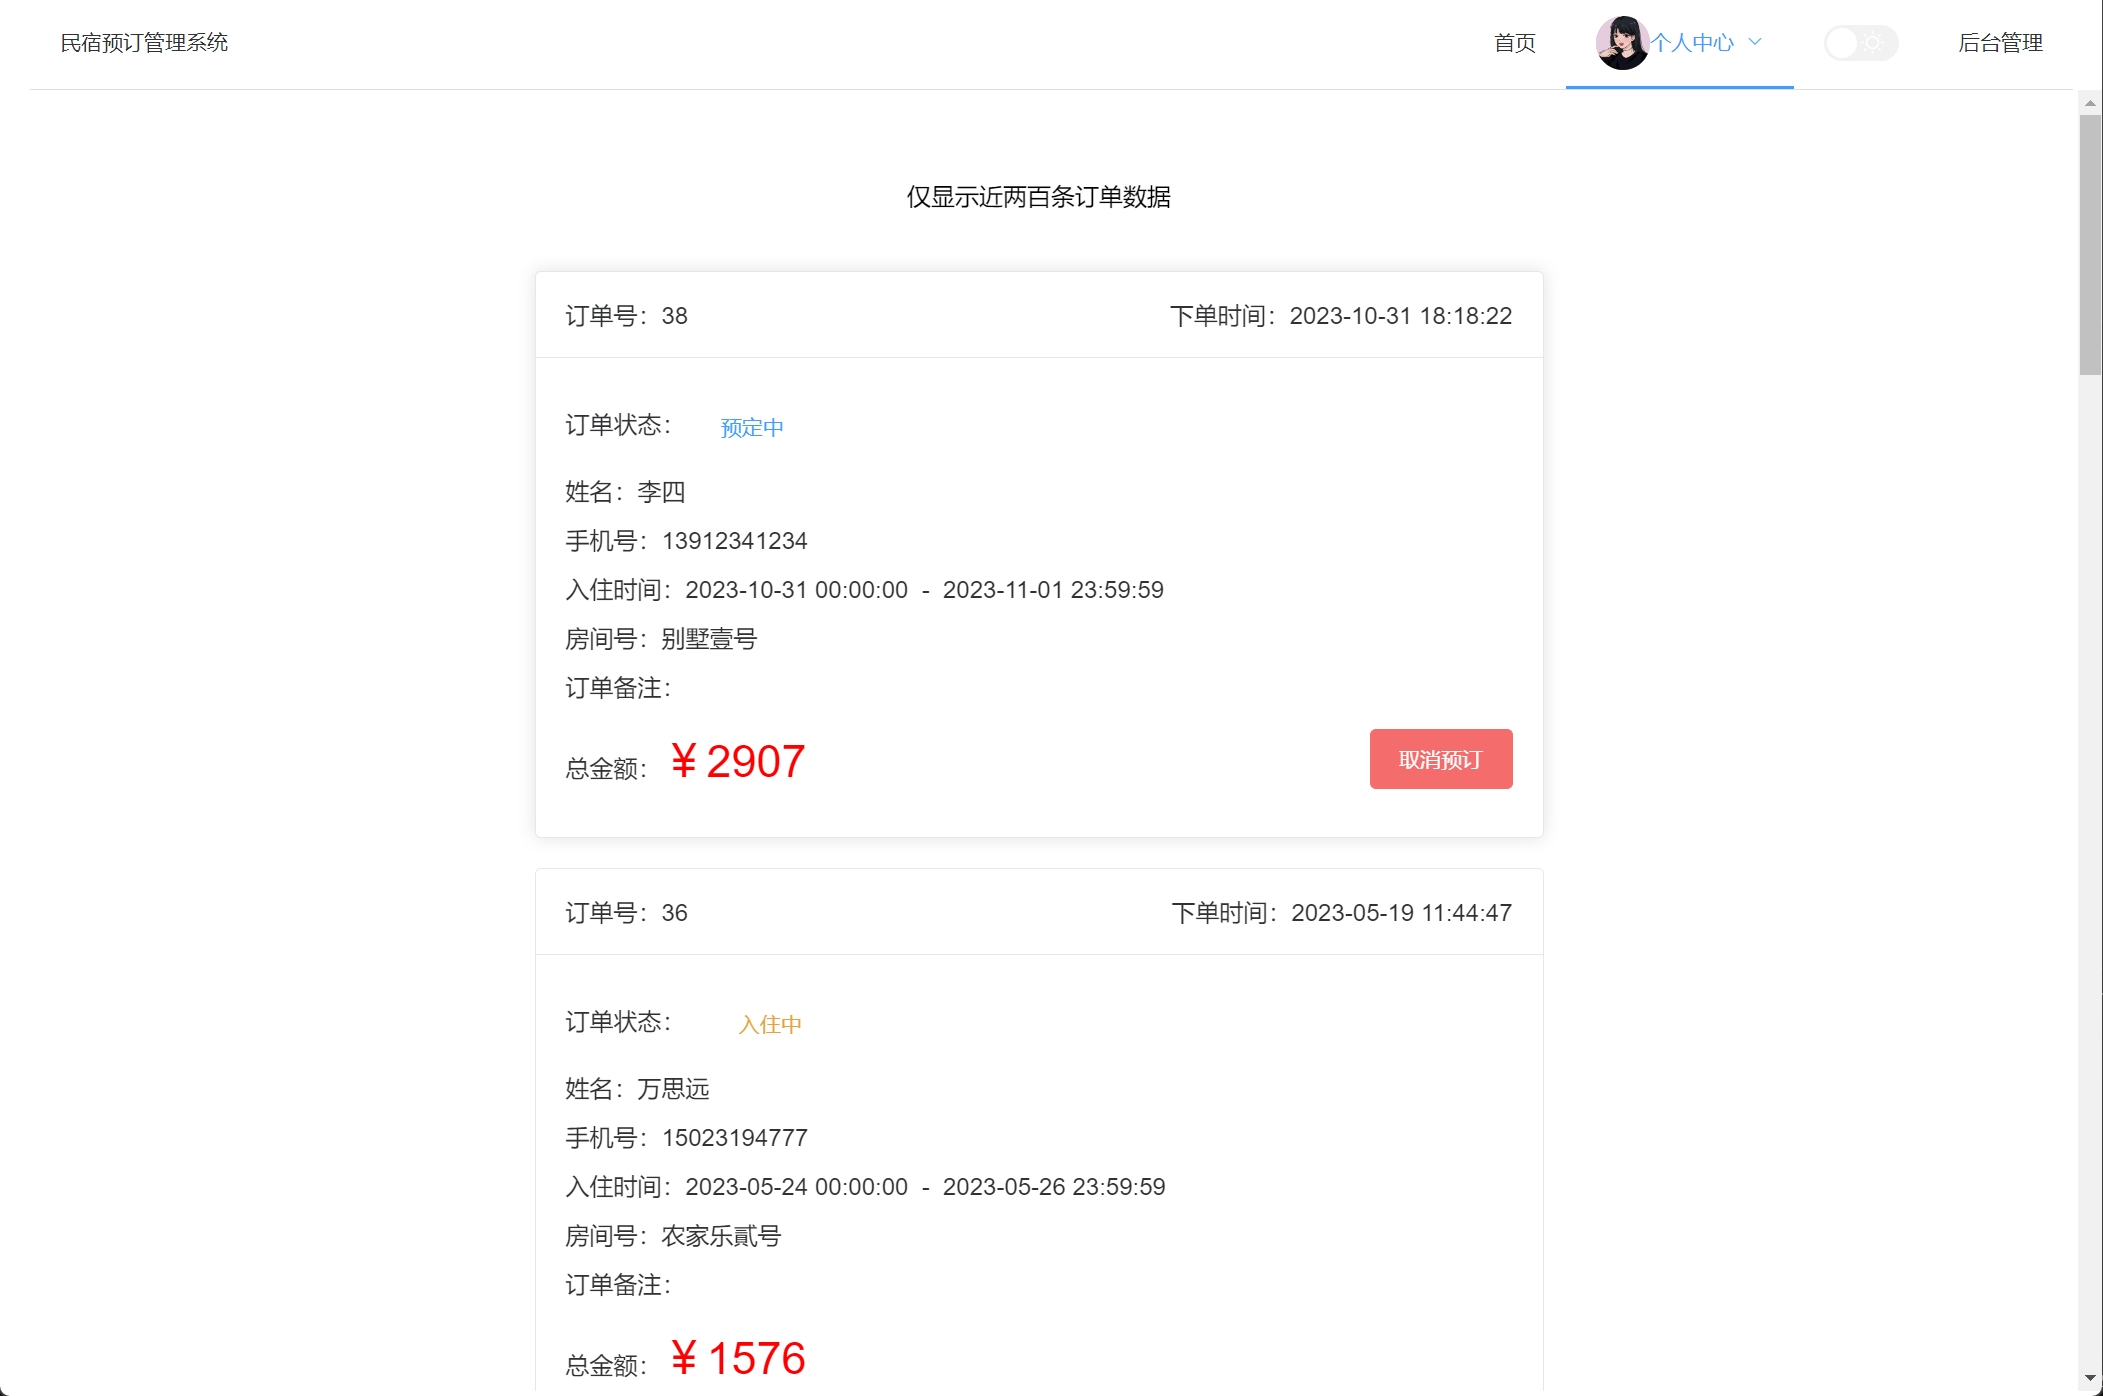 民宿预订管理系统 首页 个人中心 后台管理
仅显示近两百条订单数据
订单号：38 下单时间：2023-10-31 18:18:22
订单状态： 预定中
姓名：李四
手机号：13912341234
入住时间：2023-10-31 00:00:00 - 2023-11-01 23:59:59
房间号：别墅壹号
订单备注：
总金额：￥2907 取消预订
订单号：36 下单时间：2023-05-19 11:44:47
订单状态： 入住中
姓名：万思远
手机号：15023194777
入住时间：2023-05-24 00:00:00 - 2023-05-26 23:59:59
房间号：农家乐貳号
订单备注：
总金额：￥1576